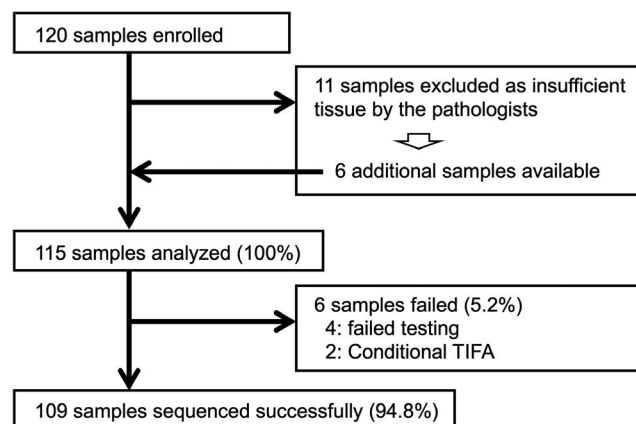 120 samples enrolled
11 samples excluded as insufficient
tissue by the pathologists
6 additional samples available
115 samples analyzed (100%)
6 samples failed (5.2%)
4: failed testing
2: Conditional TIFA
109 samples sequenced successfully (94.8%)